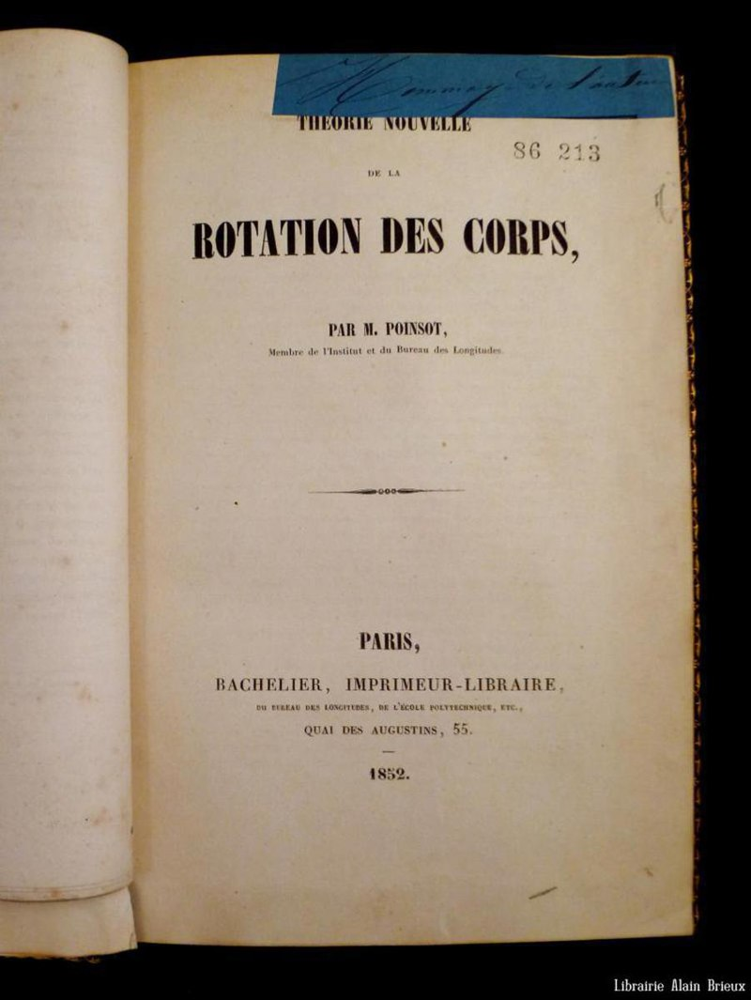 Hommage de l'auteur
THÉORIE NOUVELLE
86 213
DE LA
ROTATION DES CORPS,
PAR M. POINSOT,
Membre de l'Institut et du Bureau des Longitudes.
PARIS,
BACHELIER, IMPRIMEUR-LIBRAIRE,
DU BUREAU DES LONGITUDES, DE L'ÉCOLE POLYTECHNIQUE, ETC.,
QUAI DES AUGUSTINS, 55.
1852.
Librairie Alain Brieux